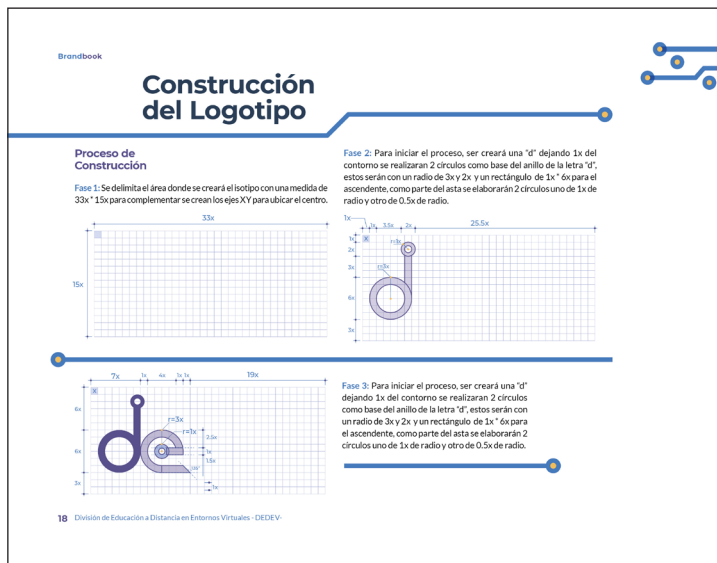 Brandbook
Construcción
del Logotipo
Proceso de
Construcción
Fase 1: Se delimita el área donde se creará el isotipo con una medida de
33x * 15x para complementar se crean los ejes XY para ubicar el centro.
33x
15x
Fase 2: Para iniciar el proceso, ser creará una "d" dejando 1x del
contorno se realizaran 2 círculos como base del anillo de la letra "d",
estos serán con un radio de 3x y 2x y un rectángulo de 1x * 6x para el
ascendente, como parte del asta se elaborarán 2 círculos uno de 1x de
radio y otro de 0.5x de radio.
1x
1x 3.5x 2x 25.5x
1x
X
2x
r=3x
3x
r=3x
6x
3x
7x 1x 4x 1x 1x 19x
X
6x
r=3x
r=1x
2.5x
6x
1x
1.5x
3x
1x
Fase 3: Para iniciar el proceso, ser creará una "d"
dejando 1x del contorno se realizaran 2 círculos
como base del anillo de la letra "d", estos serán con
un radio de 3x y 2x y un rectángulo de 1x * 6x para
el ascendente, como parte del asta se elaborarán 2
círculos uno de 1x de radio y otro de 0.5x de radio.
18 División de Educación a Distancia en Entornos Virtuales - DEDEV-